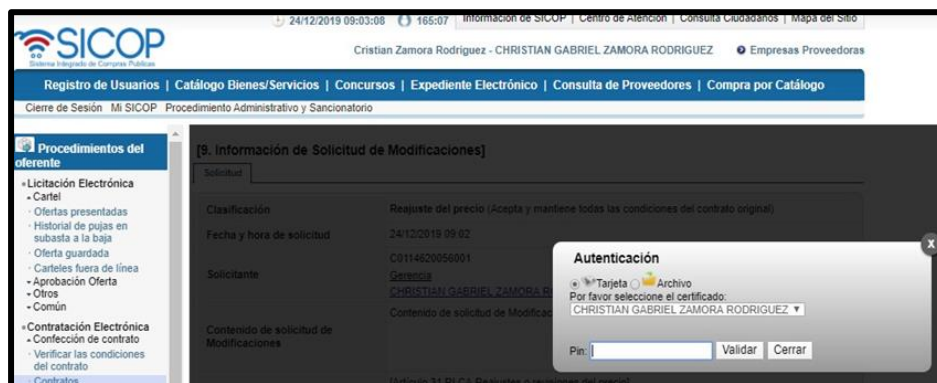 24/12/2019 09:03:08 165:07 Información de SICOP | Centro de Atención | Consulta Ciudadanos | Mapa del Sitio
SICOP
Sistema Integrado de Compras Públicas
Cristian Zamora Rodriguez - CHRISTIAN GABRIEL ZAMORA RODRIGUEZ Empresas Proveedoras
Registro de Usuarios | Catálogo Bienes/Servicios | Concursos | Expediente Electrónico | Consulta de Proveedores | Compra por Catálogo
Cierre de Sesión Mi SICOP Procedimiento Administrativo y Sancionatorio
Procedimientos del
oferente
Licitación Electrónica
Cartel
Ofertas presentadas
Historial de pujas en
subasta a la baja
Oferta guardada
Carteles fuera de línea
Aprobación Oferta
Otros
Común
Contratación Electrónica
Confección de contrato
Verificar las condiciones
del contrato
Contratos
[9. Información de Solicitud de Modificaciones]
Solicitud
Clasificación Reajuste del precio (Acepta y mantiene todas las condiciones del contrato original)
Fecha y hora de solicitud 24/12/2019 09:02
Solicitante
C0114620056001
Gerencia
CHRISTIAN GABRIEL ZAMORA
Contenido de solicitud de
Modificaciones
Contenido de solicitud de
Autenticación
Tarjeta Archivo
Por favor seleccione el certificado:
CHRISTIAN GABRIEL ZAMORA RODRIGUEZ
Pin: Validar Cerrar
X